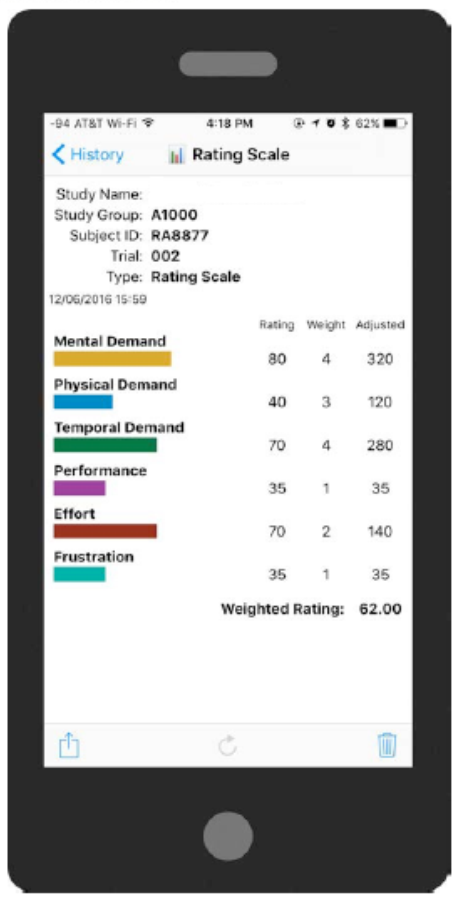 -94 AT&T Wi-Fi 4:18 PM 62%
History Rating Scale
Study Name:
Study Group: A1000
Subject ID: RA8877
Trial: 002
Type: Rating Scale
12/06/2016 15:59
Rating Weight Adjusted
Mental Demand
80 4 320
Physical Demand
40 3 120
Temporal Demand
70 4 280
Performance
35 1 35
Effort
70 2 140
Frustration
35 1 35
Weighted Rating: 62.00